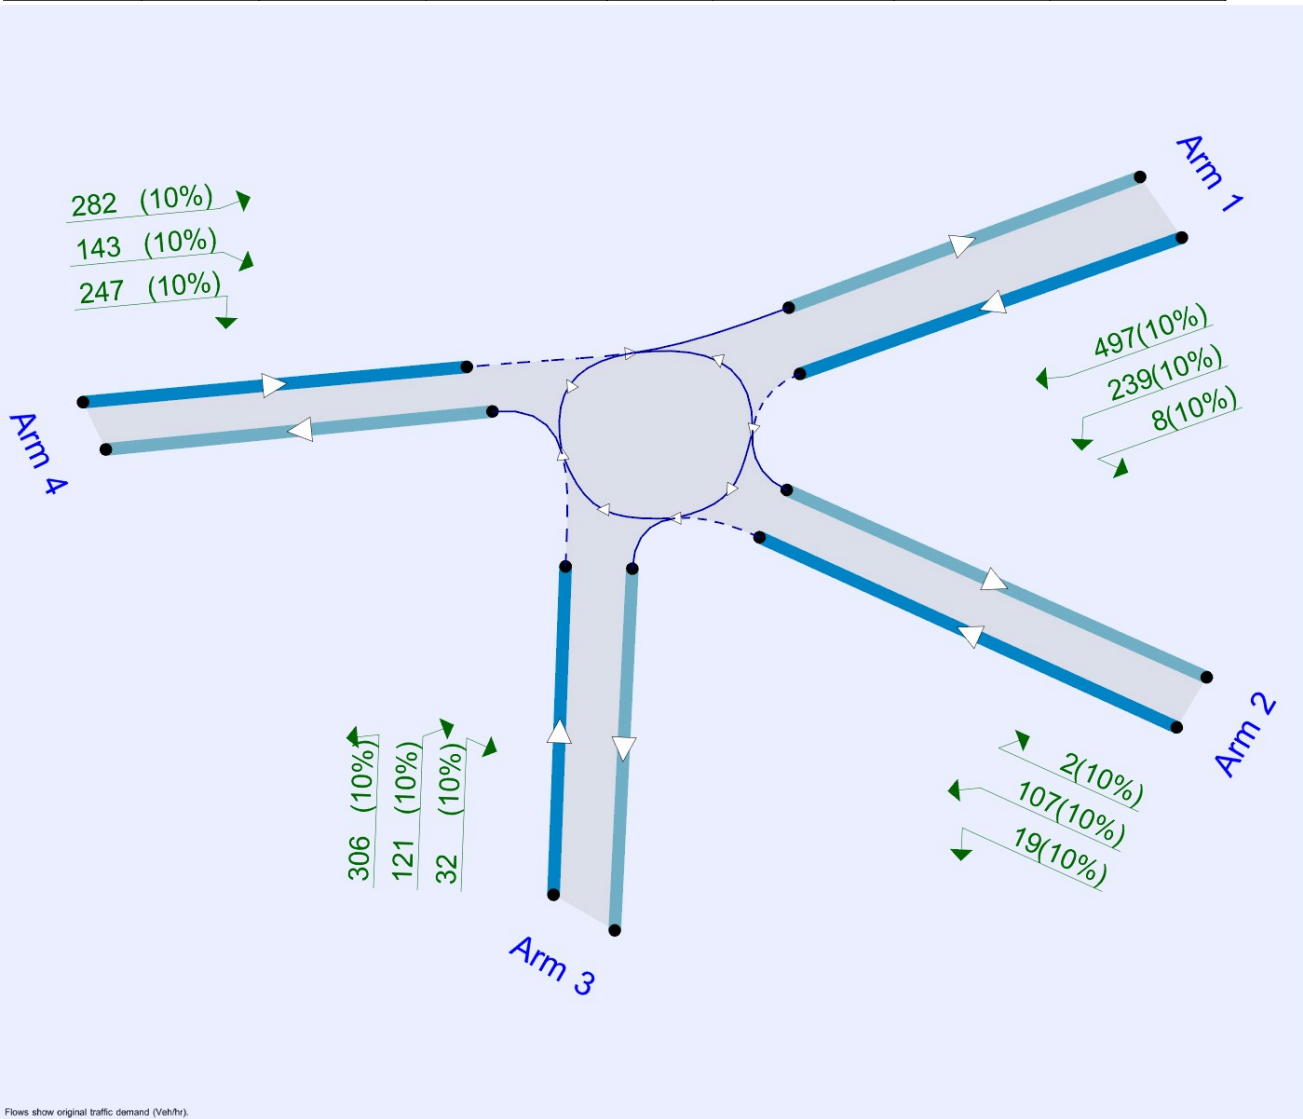 Arm 1
282 (10%)
143 (10%)
247 (10%)
497(10%)
239(10%)
8(10%)
Arm 4
Arm 2
306 (10%)
121 (10%)
32 (10%)
2(10%)
107(10%)
19(10%)
Arm 3
Flows show original traffic demand (Veh/hr).